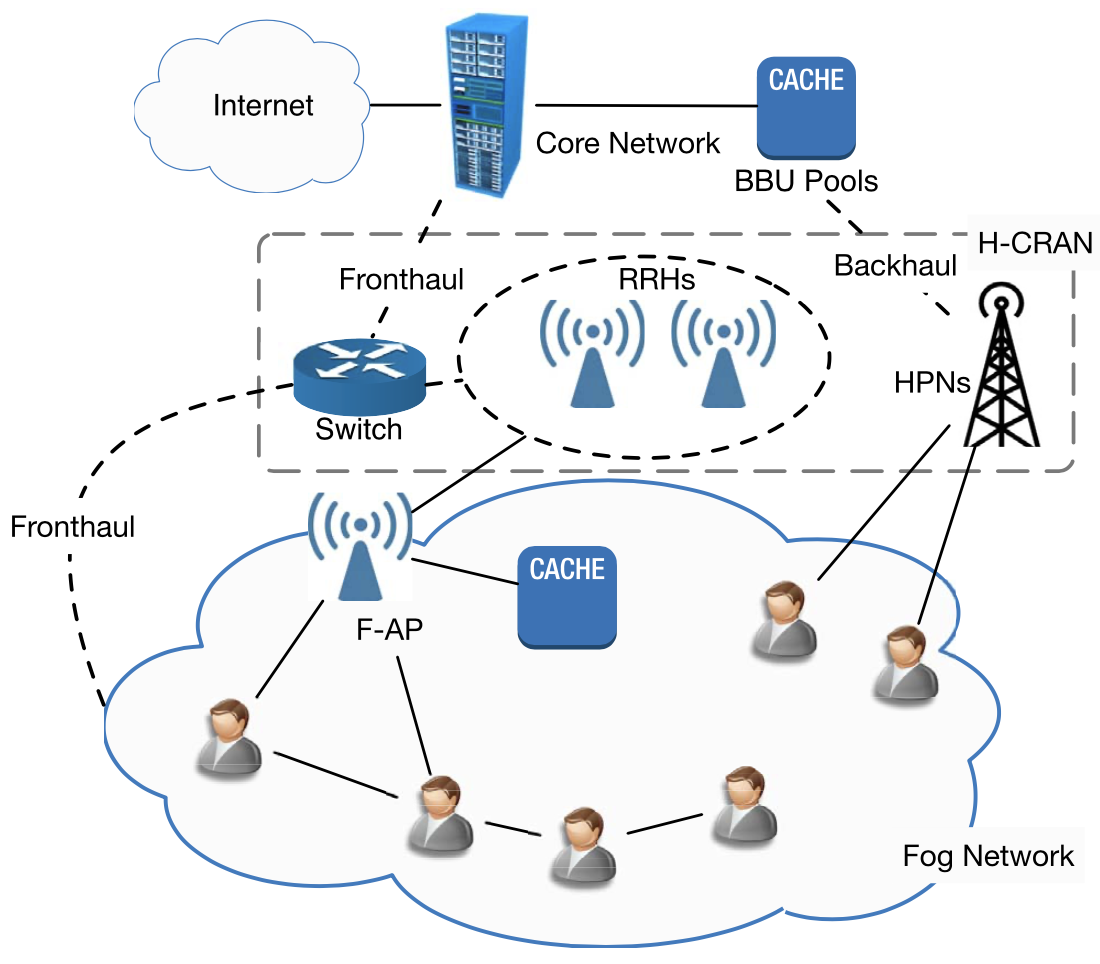 Internet
CACHE
Core Network
BBU Pools
H-CRAN
Fronthaul
RRHs
Backhaul
HPNs
Switch
Fronthaul
CACHE
F-AP
Fog Network